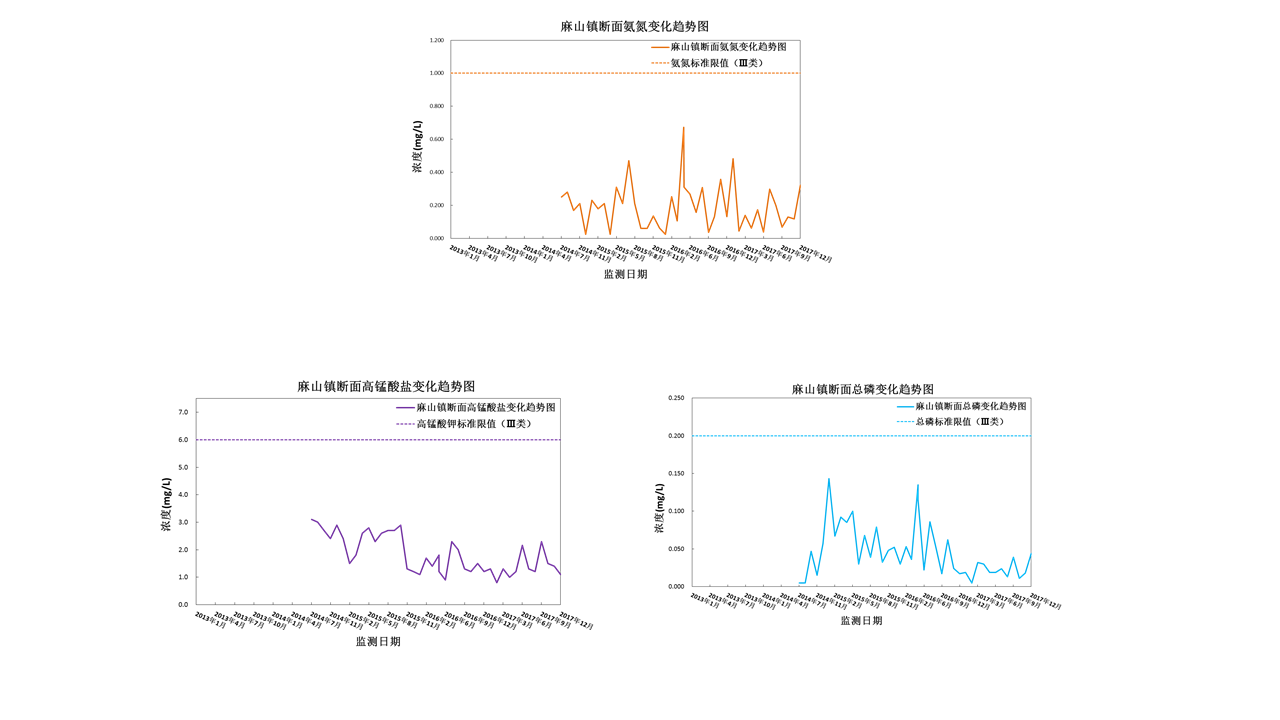 麻山镇断面氨氮变化趋势图
麻山镇断面氨氮变化趋势图
氨氮标准限值（Ⅲ类）
1.200
1.000
0.800
0.600
0.400
0.200
0.000
浓度(mg/L)
2013年1月
2013年4月
2013年7月
2013年10月
2014年1月
2014年4月
2014年7月
2014年11月
2015年2月
2015年5月
2015年8月
2015年11月
2016年2月
2016年6月
2016年9月
2016年12月
2017年3月
2017年6月
2017年9月
2017年12月
监测日期
麻山镇断面高锰酸盐变化趋势图
麻山镇断面高锰酸盐变化趋势图
高锰酸钾标准限值（Ⅲ类）
7.0
6.0
5.0
4.0
3.0
2.0
1.0
0.0
浓度(mg/L)
2013年1月
2013年4月
2013年7月
2013年10月
2014年1月
2014年4月
2014年7月
2014年11月
2015年2月
2015年5月
2015年8月
2015年11月
2016年2月
2016年6月
2016年9月
2016年12月
2017年3月
2017年6月
2017年9月
2017年12月
监测日期
麻山镇断面总磷变化趋势图
麻山镇断面总磷变化趋势图
总磷标准限值（Ⅲ类）
0.250
0.200
0.150
0.100
0.050
0.000
浓度(mg/L)
2013年1月
2013年4月
2013年7月
2013年10月
2014年1月
2014年4月
2014年7月
2014年11月
2015年2月
2015年5月
2015年8月
2015年11月
2016年2月
2016年6月
2016年9月
2016年12月
2017年3月
2017年6月
2017年9月
2017年12月
监测日期